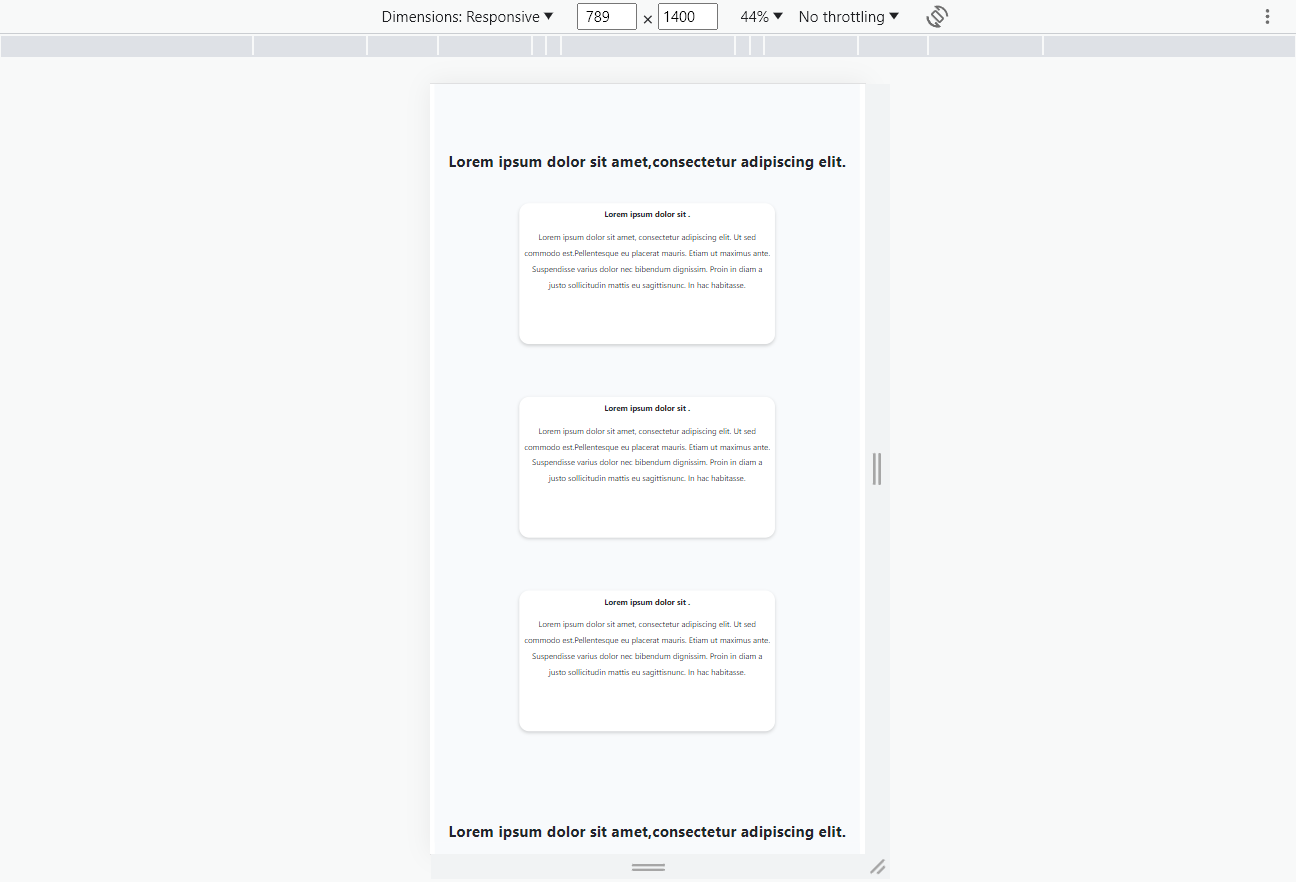 Dimensions: Responsive ▼ 789 × 1400 44% ▼ No throttling ▼
Lorem ipsum dolor sit amet,consectetur adipiscing elit.
Lorem ipsum dolor sit .
Lorem ipsum dolor sit amet, consectetur adipiscing elit. Ut sed
commodo est.Pellentesque eu placerat mauris. Etiam ut maximus ante.
Suspendisse varius dolor nec bibendum dignissim. Proin in diam a
justo sollicitudin mattis eu sagittisnunc. In hac habitasse.
Lorem ipsum dolor sit .
Lorem ipsum dolor sit amet, consectetur adipiscing elit. Ut sed
commodo est.Pellentesque eu placerat mauris. Etiam ut maximus ante.
Suspendisse varius dolor nec bibendum dignissim. Proin in diam a
justo sollicitudin mattis eu sagittisnunc. In hac habitasse.
Lorem ipsum dolor sit .
Lorem ipsum dolor sit amet, consectetur adipiscing elit. Ut sed
commodo est.Pellentesque eu placerat mauris. Etiam ut maximus ante.
Suspendisse varius dolor nec bibendum dignissim. Proin in diam a
justo sollicitudin mattis eu sagittisnunc. In hac habitasse.
Lorem ipsum dolor sit amet,consectetur adipiscing elit.